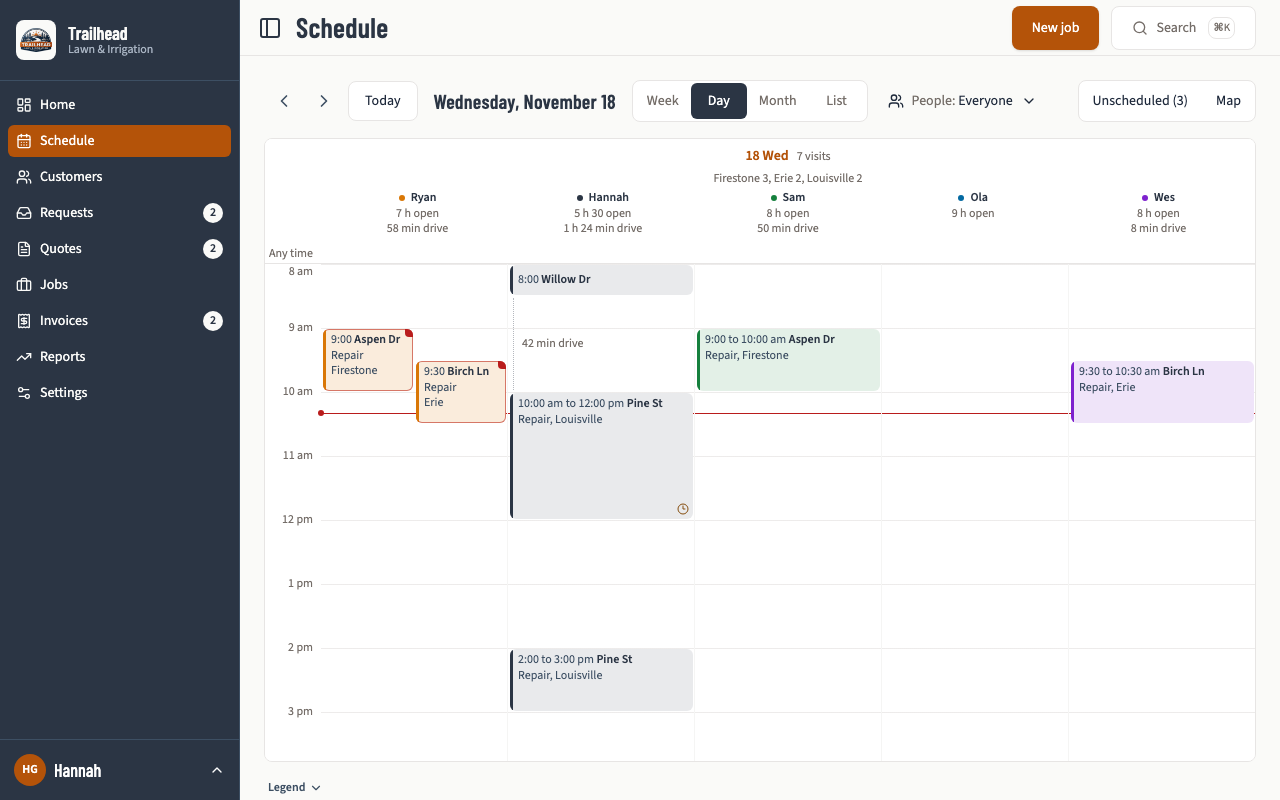 Trailhead
Lawn & Irrigation
Home
Schedule
Customers
Requests 2
Quotes 2
Jobs
Invoices 2
Reports
Settings
HG Hannah
Schedule
New job
Search ⌘K
Today
Wednesday, November 18
Week Day Month List
People: Everyone
Unscheduled (3) Map
18 Wed 7 visits
Firestone 3, Erie 2, Louisville 2
Ryan
7 h open
58 min drive
Hannah
5 h 30 open
1 h 24 min drive
Sam
8 h open
50 min drive
Ola
9 h open
Wes
8 h open
8 min drive
Any time
8 am
9 am
10 am
11 am
12 pm
1 pm
2 pm
3 pm
9:00 Aspen Dr
Repair
Firestone
9:30 Birch Ln
Repair
Erie
8:00 Willow Dr
42 min drive
10:00 am to 12:00 pm Pine St
Repair, Louisville
2:00 to 3:00 pm Pine St
Repair, Louisville
9:00 to 10:00 am Aspen Dr
Repair, Firestone
9:30 to 10:30 am Birch Ln
Repair, Erie
Legend